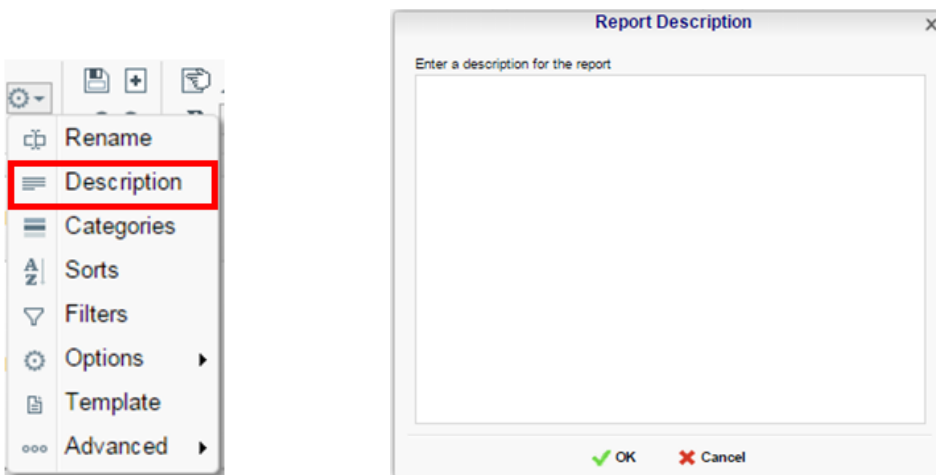 Rename
Description
Categories
Sorts
Filters
Options
Template
Advanced
Report Description
Enter a description for the report
OK
Cancel